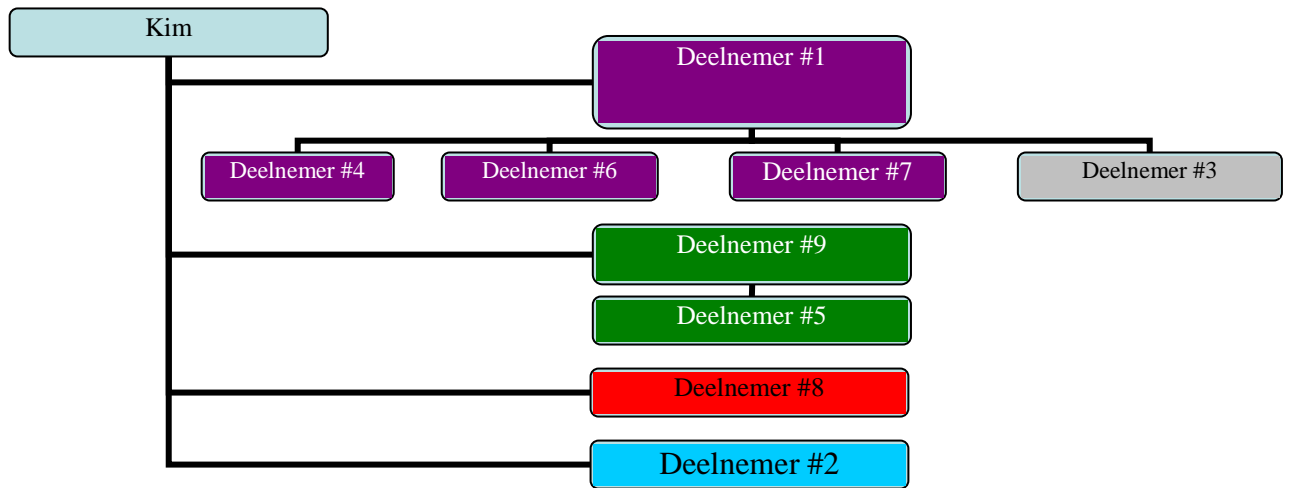 Kim
Deelnemer #1
Deelnemer #4
Deelnemer #6
Deelnemer #7
Deelnemer #3
Deelnemer #9
Deelnemer #5
Deelnemer #8
Deelnemer #2